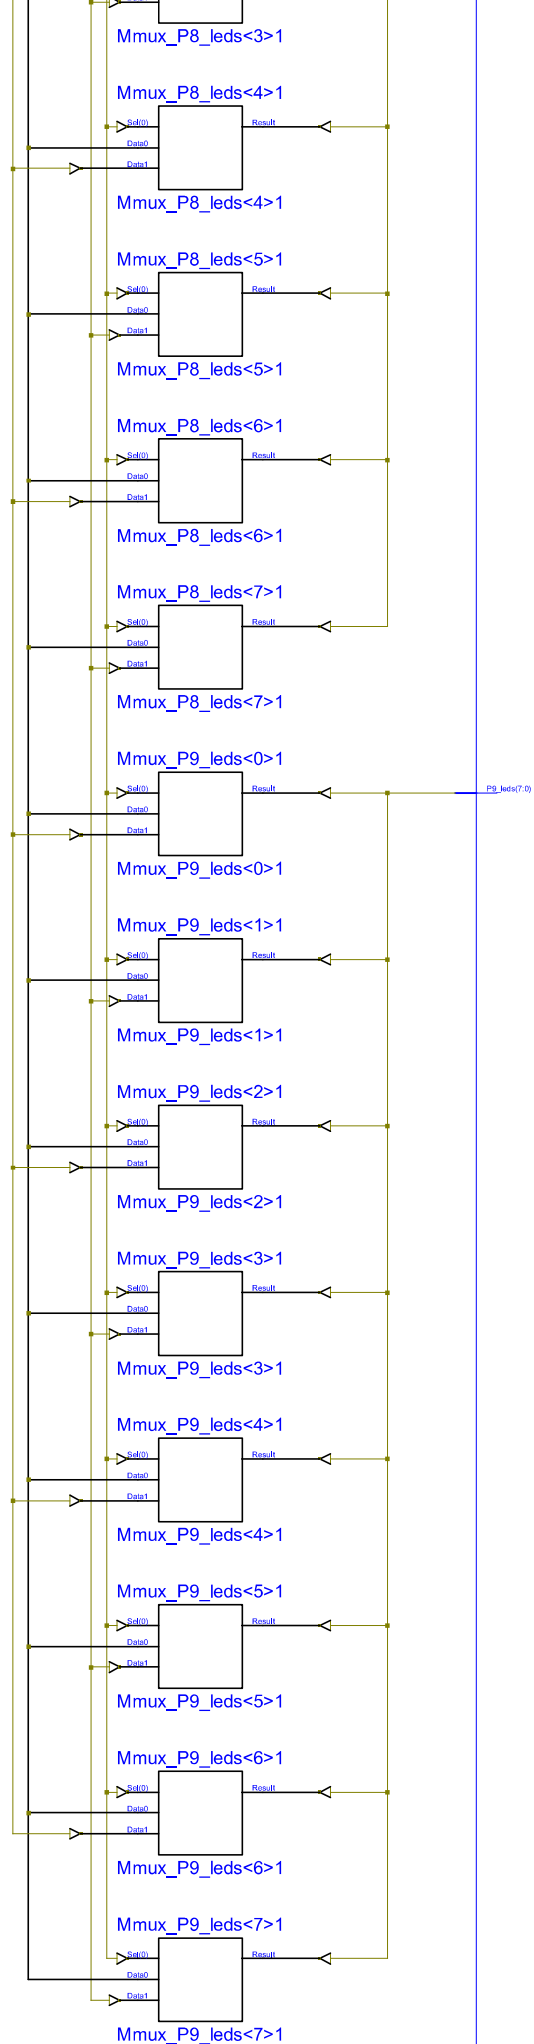 Mmux_P8_leds<3>1
Mmux_P8_leds<4>1
Sel(0)
Result
Data0
Data1
Mmux_P8_leds<4>1
Mmux_P8_leds<5>1
Sel(0)
Result
Data0
Data1
Mmux_P8_leds<5>1
Mmux_P8_leds<6>1
Sel(0)
Result
Data0
Data1
Mmux_P8_leds<6>1
Mmux_P8_leds<7>1
Sel(0)
Result
Data0
Data1
Mmux_P8_leds<7>1
Mmux_P9_leds<0>1
Sel(0)
Result
P9_leds(7:0)
Data0
Data1
Mmux_P9_leds<0>1
Mmux_P9_leds<1>1
Sel(0)
Result
Data0
Data1
Mmux_P9_leds<1>1
Mmux_P9_leds<2>1
Sel(0)
Result
Data0
Data1
Mmux_P9_leds<2>1
Mmux_P9_leds<3>1
Sel(0)
Result
Data0
Data1
Mmux_P9_leds<3>1
Mmux_P9_leds<4>1
Sel(0)
Result
Data0
Data1
Mmux_P9_leds<4>1
Mmux_P9_leds<5>1
Sel(0)
Result
Data0
Data1
Mmux_P9_leds<5>1
Mmux_P9_leds<6>1
Sel(0)
Result
Data0
Data1
Mmux_P9_leds<6>1
Mmux_P9_leds<7>1
Sel(0)
Result
Data0
Data1
Mmux_P9_leds<7>1